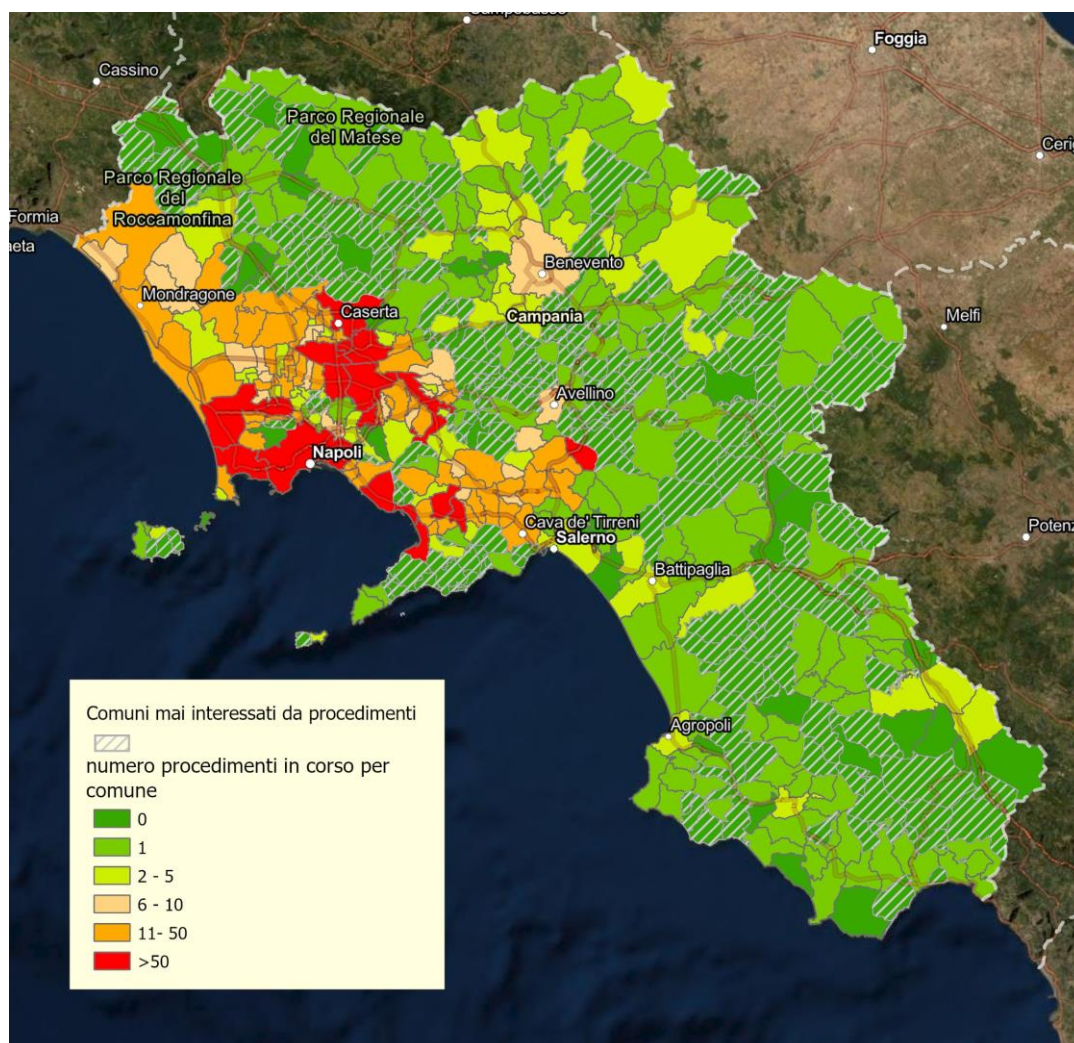 Foggia
Cassino
Parco Regionale
del Matese
Parco Regionale
del
Roccamonfina
Formia
Benevento
Mondragone
Campania
Caserta
Melfi
Avellino
Napoli
Cava de' Tirreni
Salerno
Battipaglia
Agropoli
Comuni mai interessati da procedimenti
numero procedimenti in corso per
comune
0
1
2 - 5
6 - 10
11- 50
>50